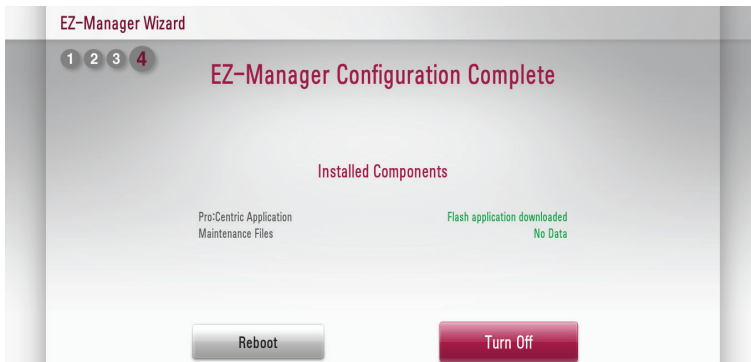 EZ-Manager Wizard
1 2 3 4
EZ-Manager Configuration Complete
Installed Components
Pro:Centric Application Flash application downloaded
Maintenance Files No Data
Reboot Turn Off